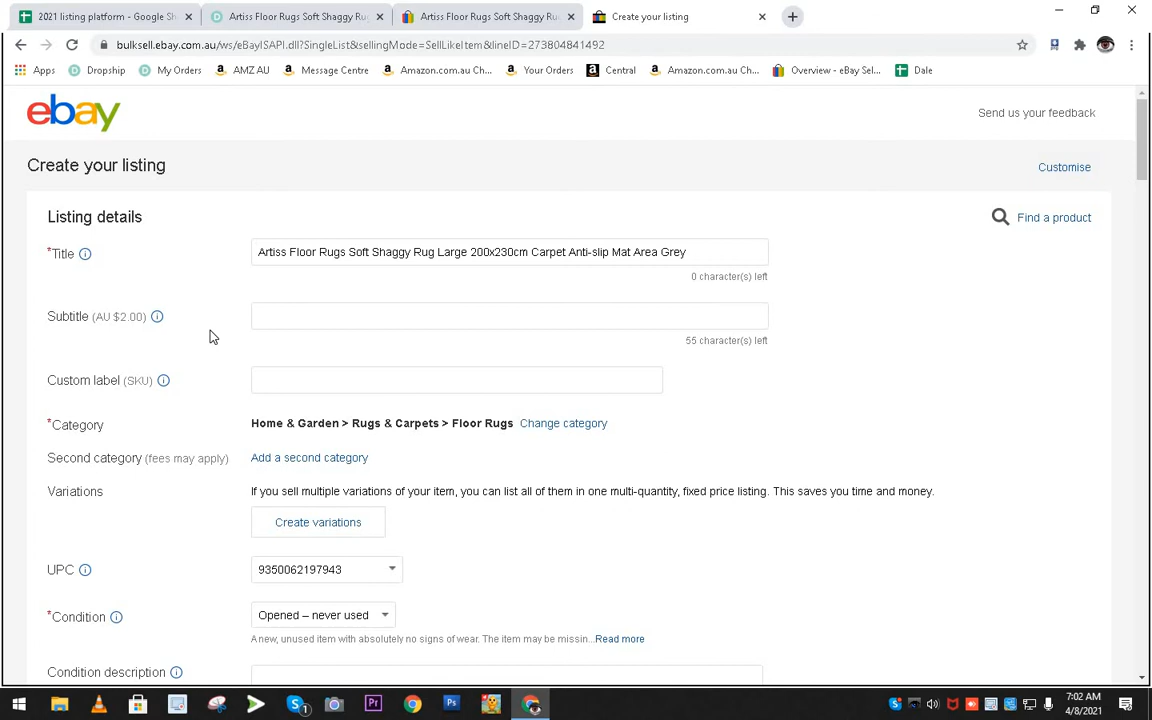 2021 listing platform - Google Sh
Artiss Floor Rugs Soft Shaggy Rug
Artiss Floor Rugs Soft Shaggy Ru
Create your listing
bulksell.ebay.com.au/ws/eBayISAPI.dll?SingleList&sellingMode=SellLikeItem&lineID=273804841492
Apps Dropship My Orders AMZ AU Message Centre Amazon.com.au Ch... Your Orders Central Amazon.com.au Ch... Overview - eBay Sel... Dale
ebay
Send us your feedback
Create your listing
Customise
Listing details
Find a product
*Title
Artiss Floor Rugs Soft Shaggy Rug Large 200x230cm Carpet Anti-slip Mat Area Grey
0 character(s) left
Subtitle (AU $2.00)
55 character(s) left
Custom label (SKU)
*Category
Home & Garden > Rugs & Carpets > Floor Rugs Change category
Second category (fees may apply)
Add a second category
Variations
If you sell multiple variations of your item, you can list all of them in one multi-quantity, fixed price listing. This saves you time and money.
Create variations
UPC
9350062197943
*Condition
Opened – never used
A new, unused item with absolutely no signs of wear. The item may be missin...Read more
Condition description
7:02 AM
4/8/2021